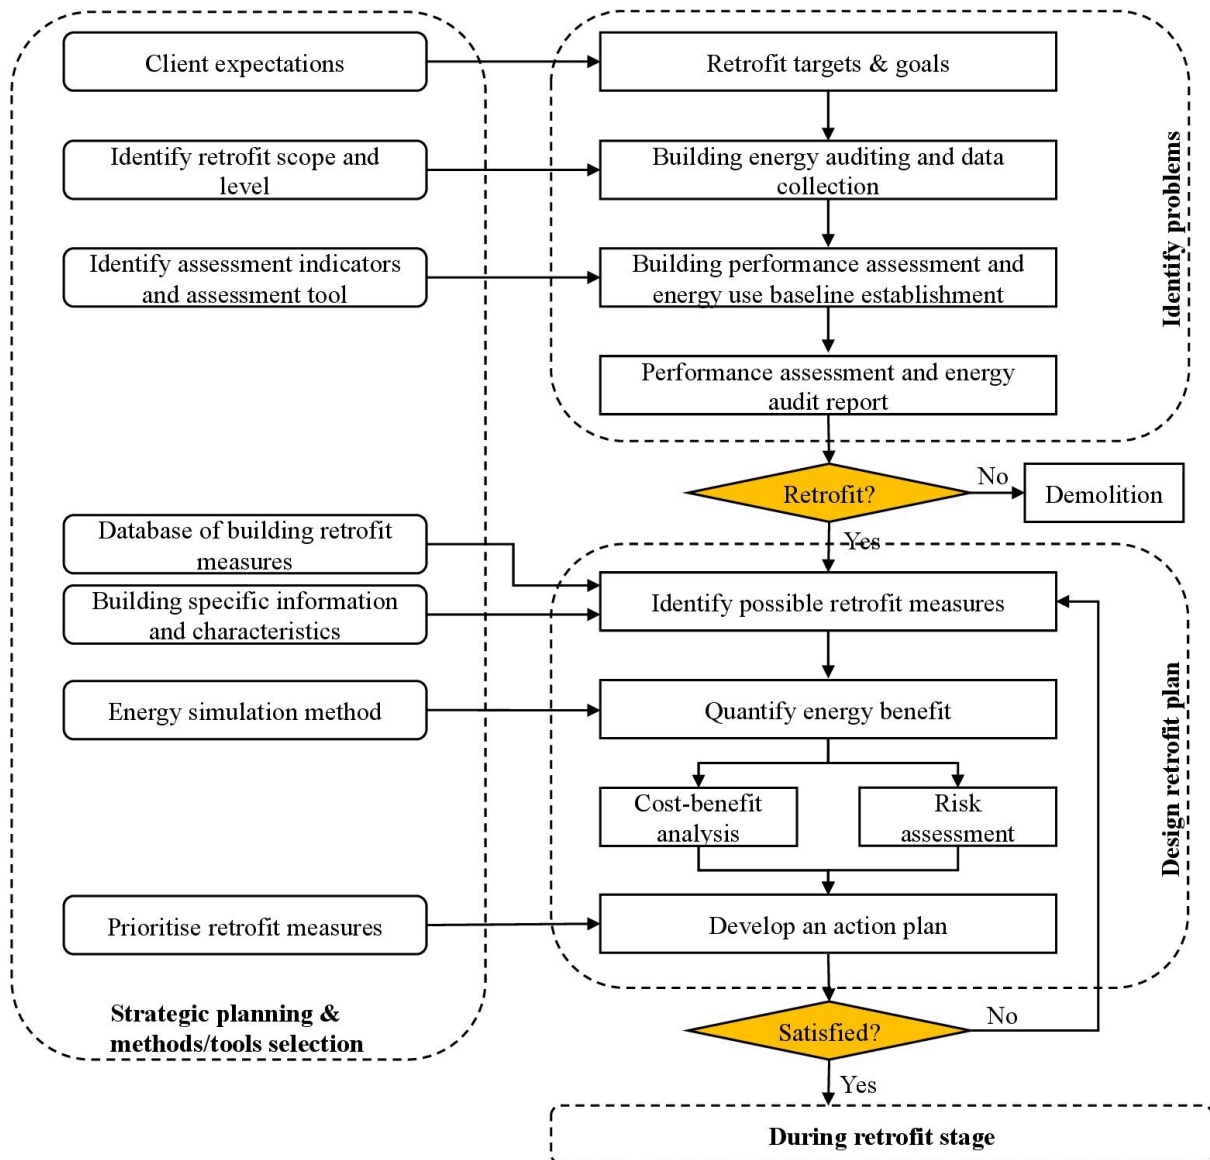 Client expectations
Retrofit targets & goals
Identify retrofit scope and
level
Building energy auditing and data
collection
Identify assessment indicators
and assessment tool
Building performance assessment and
energy use baseline establishment
Performance assessment and energy
audit report
Identify problems
Retrofit?
No
Demolition
Yes
Database of building retrofit
measures
Building specific information
and characteristics
Identify possible retrofit measures
Energy simulation method
Quantify energy benefit
Cost-benefit
analysis
Risk
assessment
Design retrofit plan
Prioritise retrofit measures
Develop an action plan
Strategic planning &
methods/tools selection
Satisfied?
No
Yes
During retrofit stage